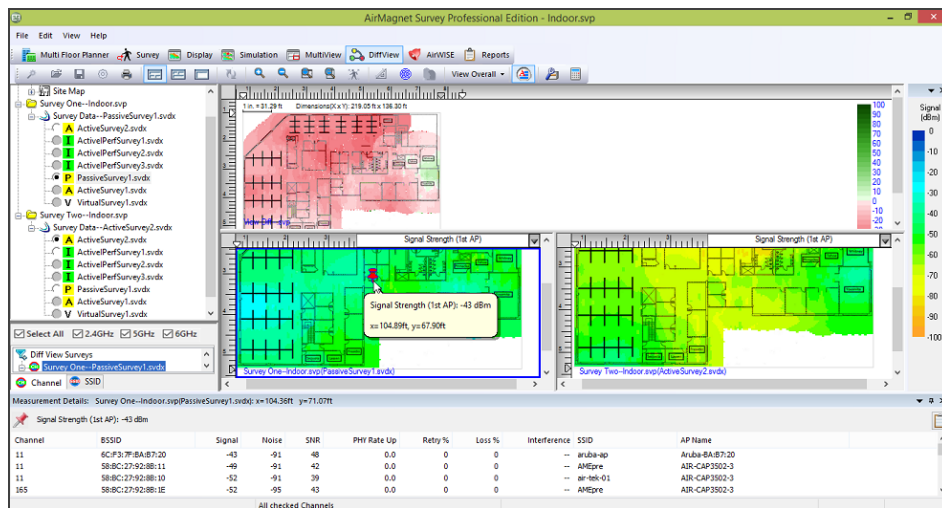 AirMagnet Survey Professional Edition - Indoor.svp
File Edit View Help
Multi Floor Planner Survey Display Simulation MultiView DiffView AirWISE Reports
View Overall
Site Map
Survey One--Indoor.svp
Survey Data--PassiveSurvey1.svdx
A ActiveSurvey2.svdx
I ActiveIPerfSurvey1.svdx
I ActiveIPerfSurvey2.svdx
I ActiveIPerfSurvey3.svdx
P PassiveSurvey1.svdx
A ActiveSurvey1.svdx
V VirtualSurvey1.svdx
Survey Two--Indoor.svp
Survey Data--ActiveSurvey2.svdx
A ActiveSurvey2.svdx
I ActiveIPerfSurvey1.svdx
I ActiveIPerfSurvey2.svdx
I ActiveIPerfSurvey3.svdx
P PassiveSurvey1.svdx
A ActiveSurvey1.svdx
V VirtualSurvey1.svdx
Select All 2.4GHz 5GHz 6GHz
Diff View Surveys
Survey One--PassiveSurvey1.svdx
Channel SSID
1 in. = 31.29 ft Dimensions(X x Y): 219.05 ft x 136.30 ft
100
90
80
70
60
50
40
30
20
10
0
-10
-20
Signal
(dBm)
0
-10
-20
-30
-40
-50
-60
-70
-80
-90
-100
Signal Strength (1st AP)
Signal Strength (1st AP): -43 dBm
x=104.89ft, y=67.90ft
Survey One--Indoor.svp(PassiveSurvey1.svdx)
Signal Strength (1st AP)
Survey Two--Indoor.svp(ActiveSurvey2.svdx)
Measurement Details: Survey One--Indoor.svp(PassiveSurvey1.svdx): x=104.36ft y=71.07ft
Signal Strength (1st AP): -43 dBm
Channel BSSID Signal Noise SNR PHY Rate Up Retry % Loss % Interference SSID AP Name
11 6C:F3:7F:BA:B7:20 -43 -91 48 0.0 0 0 -- aruba-ap Aruba-BA:B7:20
11 58:BC:27:92:8B:11 -49 -91 42 0.0 0 0 -- AMEpre AIR-CAP3502-3
11 58:BC:27:92:8B:10 -52 -91 39 0.0 0 0 -- air-tek-01 AIR-CAP3502-3
165 58:BC:27:92:8B:1E -52 -95 43 0.0 0 0 -- AMEpre AIR-CAP3502-3
All checked Channels